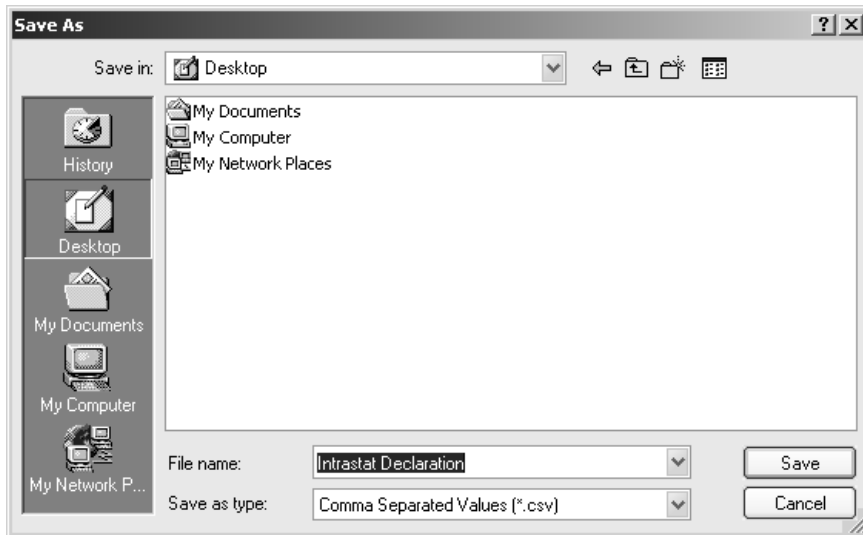 Save As
Save in: Desktop
History
Desktop
My Documents
My Computer
My Network P...
My Documents
My Computer
My Network Places
File name: Intrastat Declaration
Save
Save as type: Comma Separated Values (*.csv)
Cancel